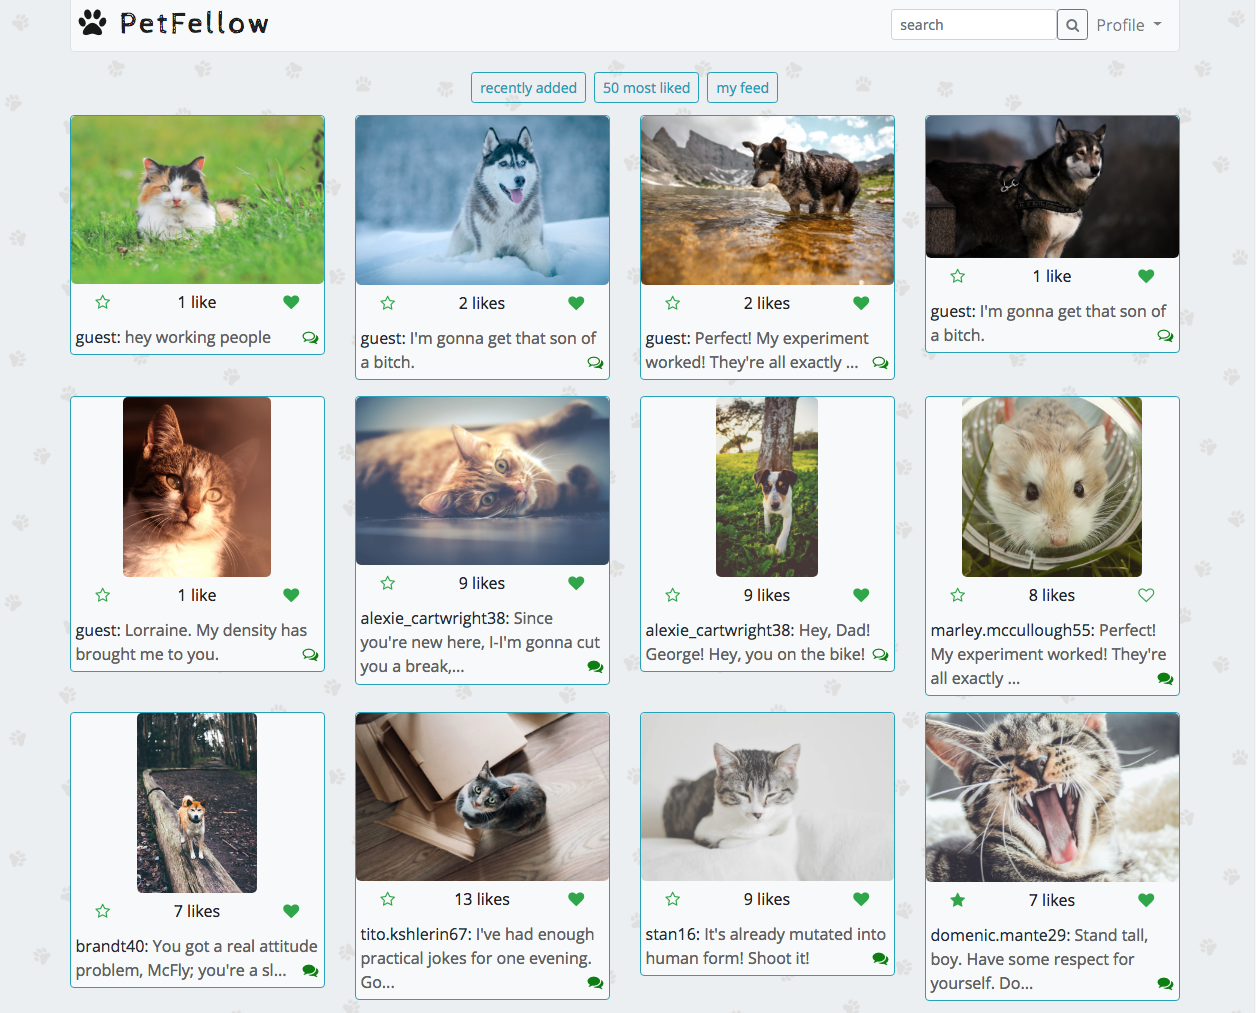 PetFellow
search
Profile
recently added
50 most liked
my feed
1 like
guest: hey working people
2 likes
guest: I'm gonna get that son of
a bitch.
2 likes
guest: Perfect! My experiment
worked! They're all exactly ...
1 like
guest: I'm gonna get that son of
a bitch.
1 like
guest: Lorraine. My density has
brought me to you.
9 likes
alexie_cartwright38: Since
you're new here, I-I'm gonna cut
you a break,...
9 likes
alexie_cartwright38: Hey, Dad!
George! Hey, you on the bike!
8 likes
marley.mccullough55: Perfect!
My experiment worked! They're
all exactly ...
7 likes
brandt40: You got a real attitude
problem, McFly; you're a sl...
13 likes
tito.kshlerin67: I've had enough
practical jokes for one evening.
Go...
9 likes
stan16: It's already mutated into
human form! Shoot it!
7 likes
domenic.mante29: Stand tall,
boy. Have some respect for
yourself. Do...